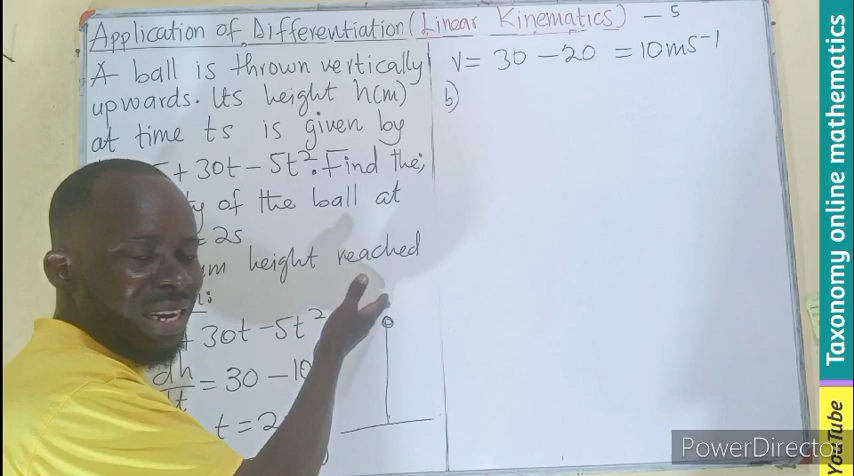 Application of Differentiation (Linear Kinematics) - 5
A ball is thrown vertically
upwards. Its height h(m)
at time ts is given by
+ 30t - 5t². Find the;
of the ball at
= 2s
height reached
30t - 5t²
dh/dt = 30 - 10
t = 2
V = 30 - 20 = 10ms⁻¹
b)
Taxonomy online mathematics
YouTube
PowerDirector